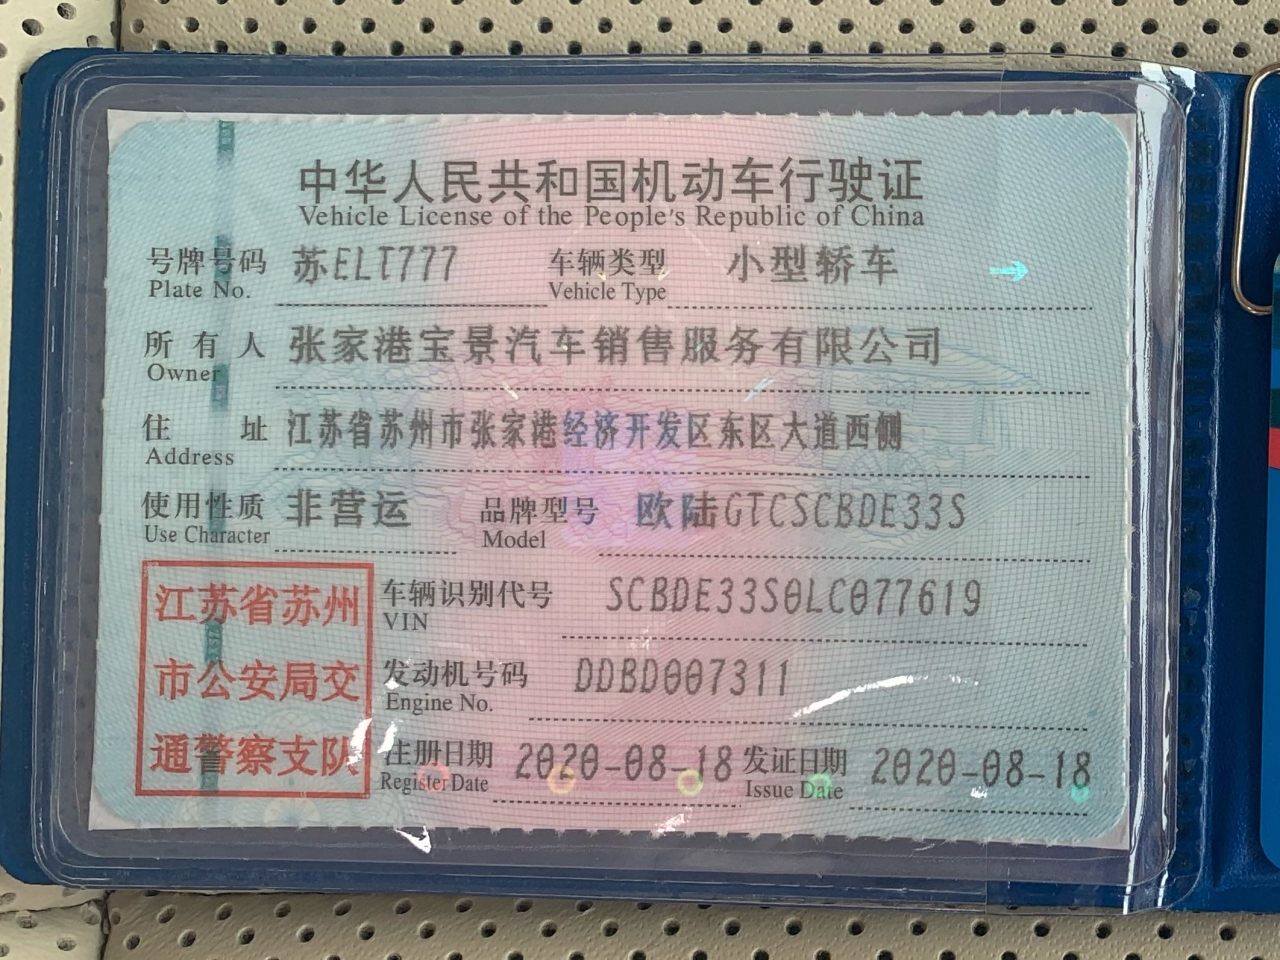 中华人民共和国机动车行驶证
Vehicle License of the People's Republic of China
号牌号码 苏ELT777 车辆类型 小型轿车
Plate No. Vehicle Type
所有人 张家港宝景汽车销售服务有限公司
Owner
住址 江苏省苏州市张家港经济开发区东区大道西侧
Address
使用性质 非营运 品牌型号 欧陆GTCSCBDE33S
Use Character Model
江苏省苏州
市公安局交
通警察支队
车辆识别代号 SCBDE33S0LC077619
VIN
发动机号码 DDBD007311
Engine No.
注册日期 2020-08-18 发证日期 2020-08-18
Register Date Issue Date